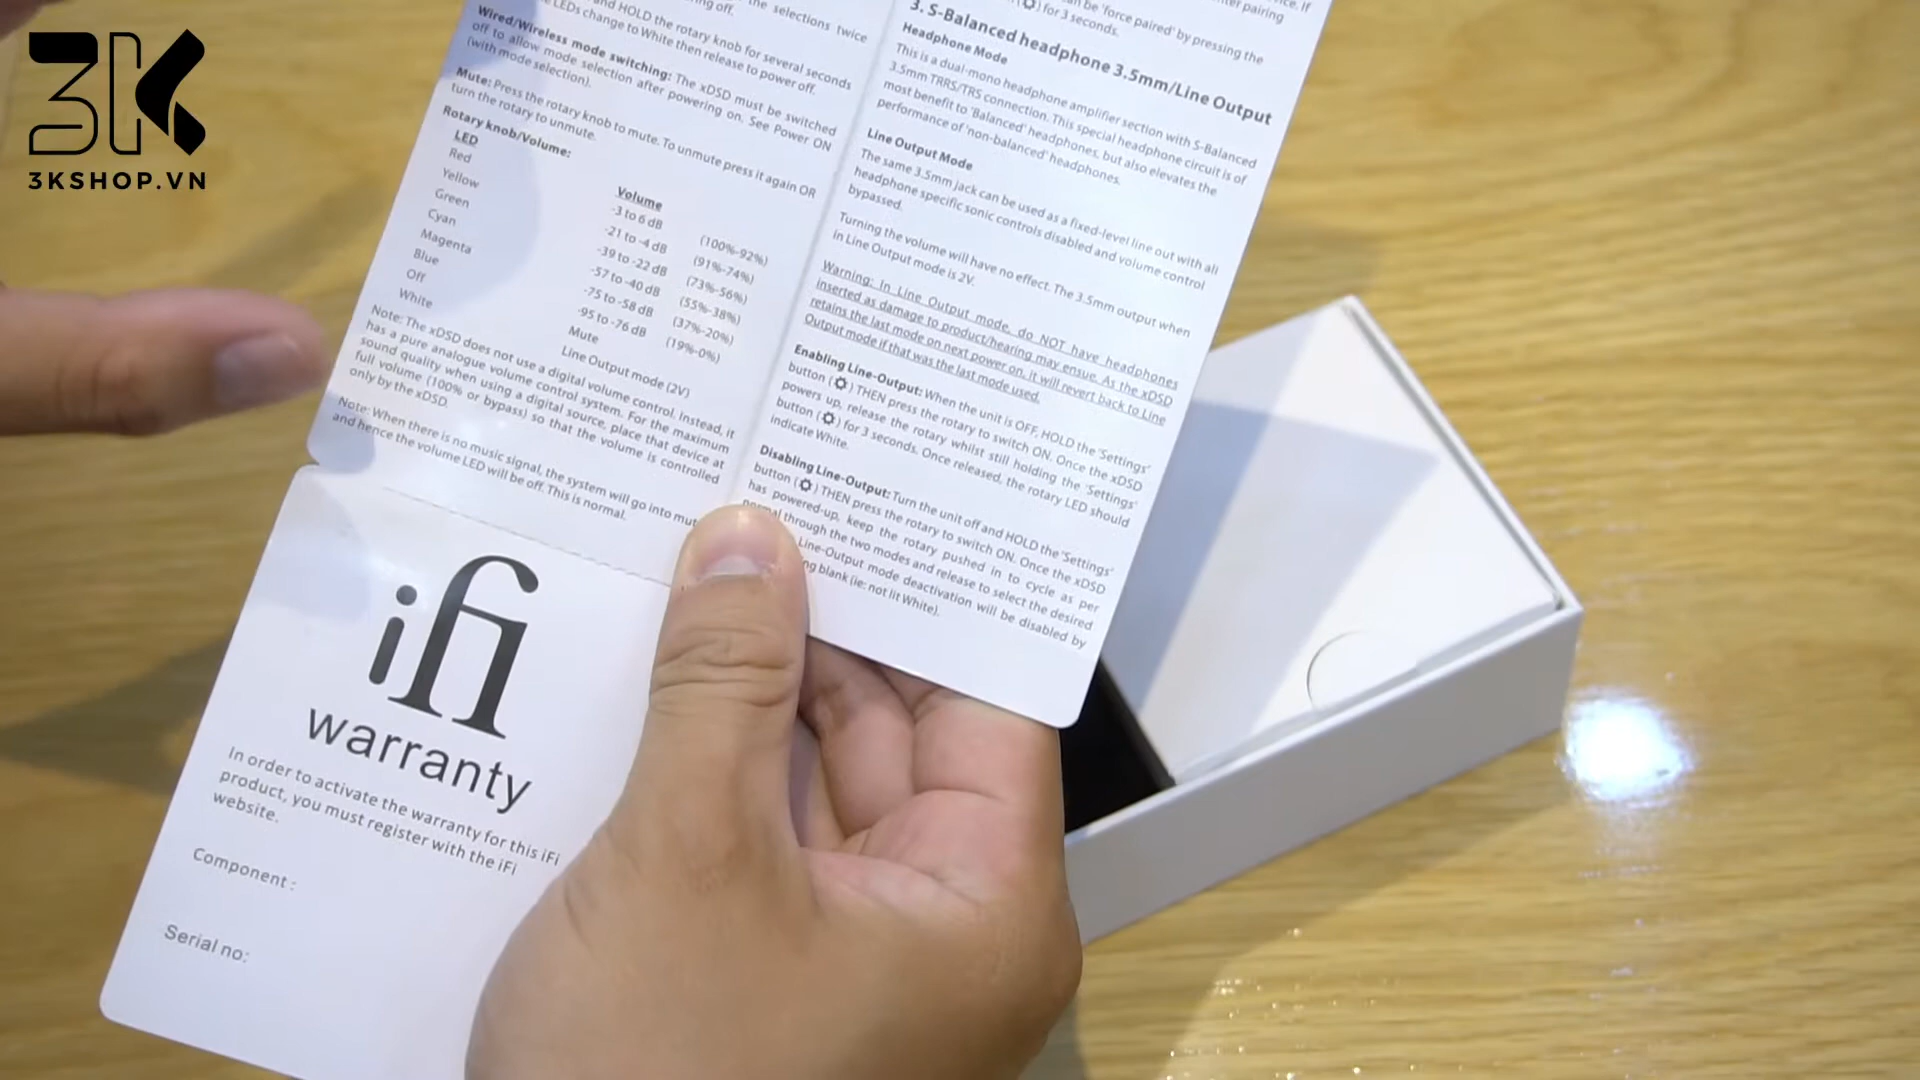 3K
3KSHOP.VN
the selections twice
and HOLD the rotary knob for several seconds
LEDs change to White then release to power off.
Wired/Wireless mode switching: The xDSD must be switched
off to allow mode selection after powering on. See Power ON
(with mode selection).
Mute: Press the rotary knob to mute. To unmute press it again OR
turn the rotary to unmute.
Rotary knob/Volume:
LED Volume
Red -3 to 6 dB (100%-92%)
Yellow -21 to -4 dB (91%-74%)
Green -39 to -22 dB (73%-56%)
Cyan -57 to -40 dB (55%-38%)
Magenta -75 to -58 dB (37%-20%)
Blue -95 to -76 dB (19%-0%)
Off Mute
White Line Output mode (2V)
Note: The xDSD does not use a digital volume control. Instead, it
has a pure analogue volume control system. For the maximum
sound quality when using a digital source, place that device at
full volume (100% or bypass) so that the volume is controlled
only by the xDSD.
Note: When there is no music signal, the system will go into
and hence the volume LED will be off. This is normal.
ifi
warranty
In order to activate the warranty for this iFi
product, you must register with the iFi
website.
Component :
Serial no:
be 'force paired' by pressing the
for 3 seconds.
3. S-Balanced headphone 3.5mm/Line Output
Headphone Mode
This is a dual-mono headphone amplifier section with S-Balanced
3.5mm TRRS/TRS connection. This special headphone circuit is of
most benefit to 'Balanced' headphones, but also elevates the
performance of 'non-balanced' headphones.
Line Output Mode
The same 3.5mm jack can be used as a fixed-level line out with all
headphone specific sonic controls disabled and volume control
bypassed.
Turning the volume will have no effect. The 3.5mm output when
in Line Output mode is 2V.
Warning: In Line Output mode, do NOT have headphones
inserted as damage to product/hearing may ensue. As the xDSD
retains the last mode on next power on, it will revert back to Line
Output mode if that was the last mode used.
Enabling Line-Output: When the unit is OFF, HOLD the 'Settings'
button ( ) THEN press the rotary to switch ON. Once the xDSD
powers up, release the rotary whilst still holding the 'Settings'
button ( ) for 3 seconds. Once released, the rotary LED should
indicate White.
Disabling Line-Output: Turn the unit off and HOLD the 'Settings'
button ( ) THEN press the rotary to switch ON. Once the xDSD
has powered-up, keep the rotary pushed in to cycle as per
normal through the two modes and release to select the desired
Line-Output mode deactivation will be disabled by
blank (ie: not lit White).